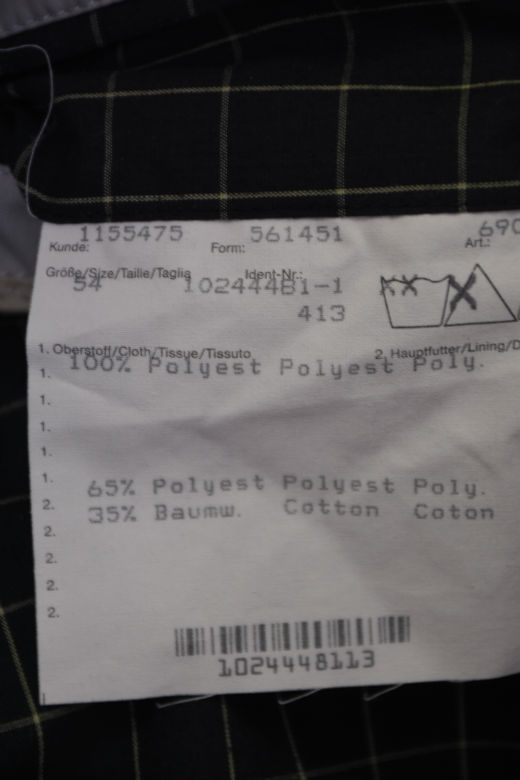 1155475 561451 690
Kunde: Form: Art.:
Größe/Size/Taille/Taglia Ident-Nr.:
54 10244481-1
413
1. Oberstoff/Cloth/Tissue/Tissuto 2. Hauptfutter/Lining/D
1. 100% Polyest Polyest Poly.
1.
1.
1.
1.
65% Polyest Polyest Poly.
2.
35% Baumw. Cotton Coton
2.
2.
2.
2.
1024448113